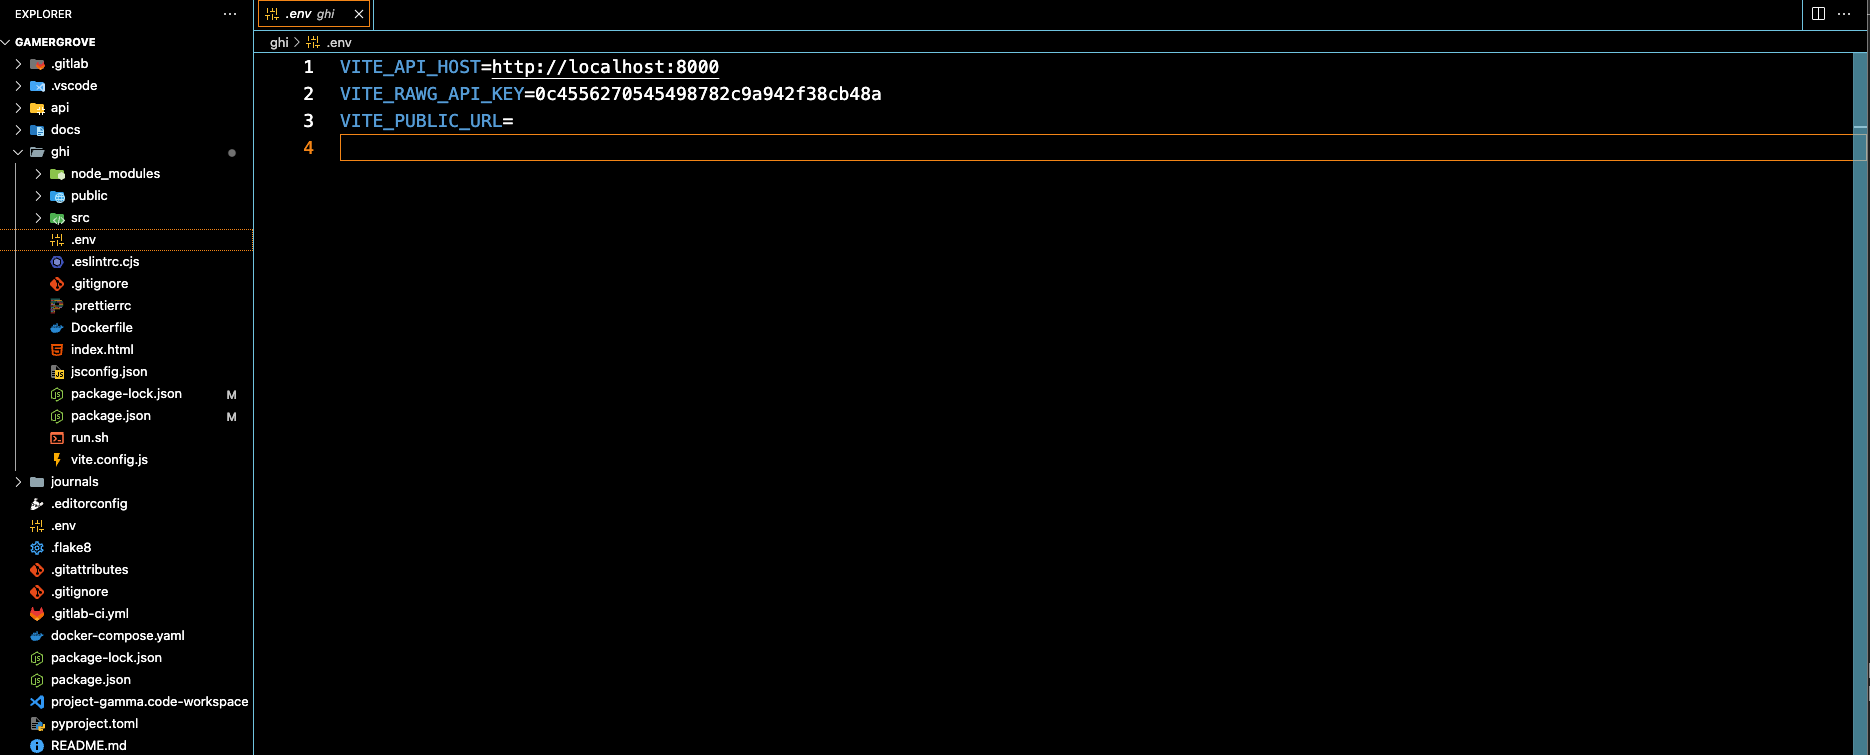 EXPLORER
GAMERGROVE
.gitlab
.vscode
api
docs
ghi
node_modules
public
src
.env
.eslintrc.cjs
.gitignore
.prettierrc
Dockerfile
index.html
jsconfig.json
package-lock.json M
package.json M
run.sh
vite.config.js
journals
.editorconfig
.env
.flake8
.gitattributes
.gitignore
.gitlab-ci.yml
docker-compose.yaml
package-lock.json
package.json
project-gamma.code-workspace
pyproject.toml
README.md
.env ghi
ghi > .env
1 VITE_API_HOST=http://localhost:8000
2 VITE_RAWG_API_KEY=0c4556270545498782c9a942f38cb48a
3 VITE_PUBLIC_URL=
4